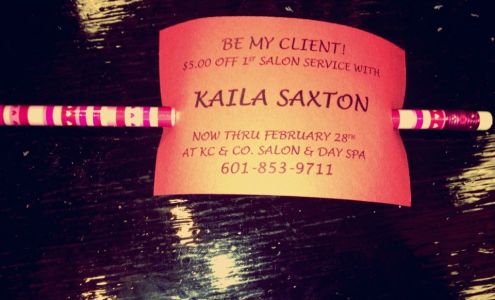 BE MY CLIENT!
$5.00 OFF 1ST SALON SERVICE WITH
KAILA SAXTON
NOW THRU FEBRUARY 28TH
AT KC & CO. SALON & DAY SPA
601-853-9711